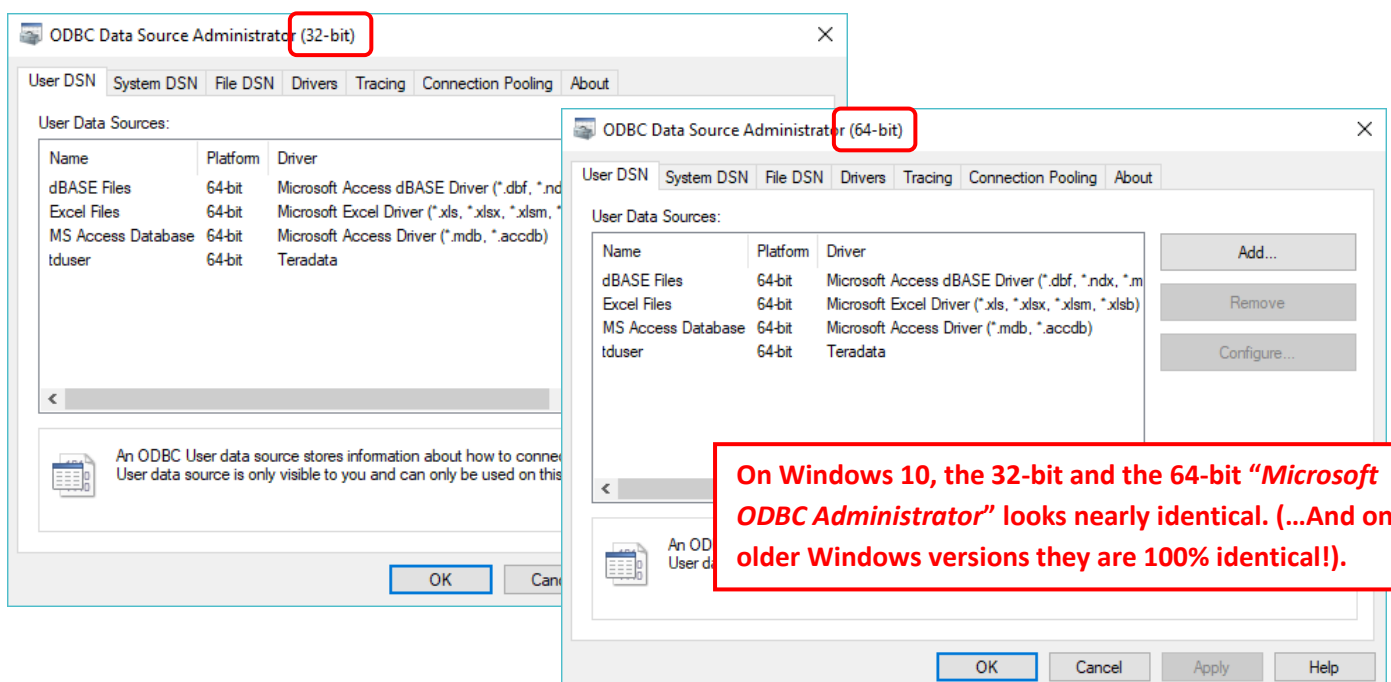 ODBC Data Source Administrator (32-bit)
User DSN System DSN File DSN Drivers Tracing Connection Pooling About
User Data Sources:
Name Platform Driver
dBASE Files 64-bit Microsoft Access dBASE Driver (*.dbf, *.nd
Excel Files 64-bit Microsoft Excel Driver (*.xls, *.xlsx, *.xlsm, *
MS Access Database 64-bit Microsoft Access Driver (*.mdb, *.accdb)
tduser 64-bit Teradata
An ODBC User data source stores information about how to connec
User data source is only visible to you and can only be used on this
OK Can
ODBC Data Source Administrator (64-bit)
User DSN System DSN File DSN Drivers Tracing Connection Pooling About
User Data Sources:
Name Platform Driver
dBASE Files 64-bit Microsoft Access dBASE Driver (*.dbf, *.ndx, *.m
Excel Files 64-bit Microsoft Excel Driver (*.xls, *.xlsx, *.xlsm, *.xlsb)
MS Access Database 64-bit Microsoft Access Driver (*.mdb, *.accdb)
tduser 64-bit Teradata
Add...
Remove
Configure...
An OD
User da
On Windows 10, the 32-bit and the 64-bit “Microsoft
ODBC Administrator” looks nearly identical. (…And on
older Windows versions they are 100% identical!).
OK Cancel Apply Help